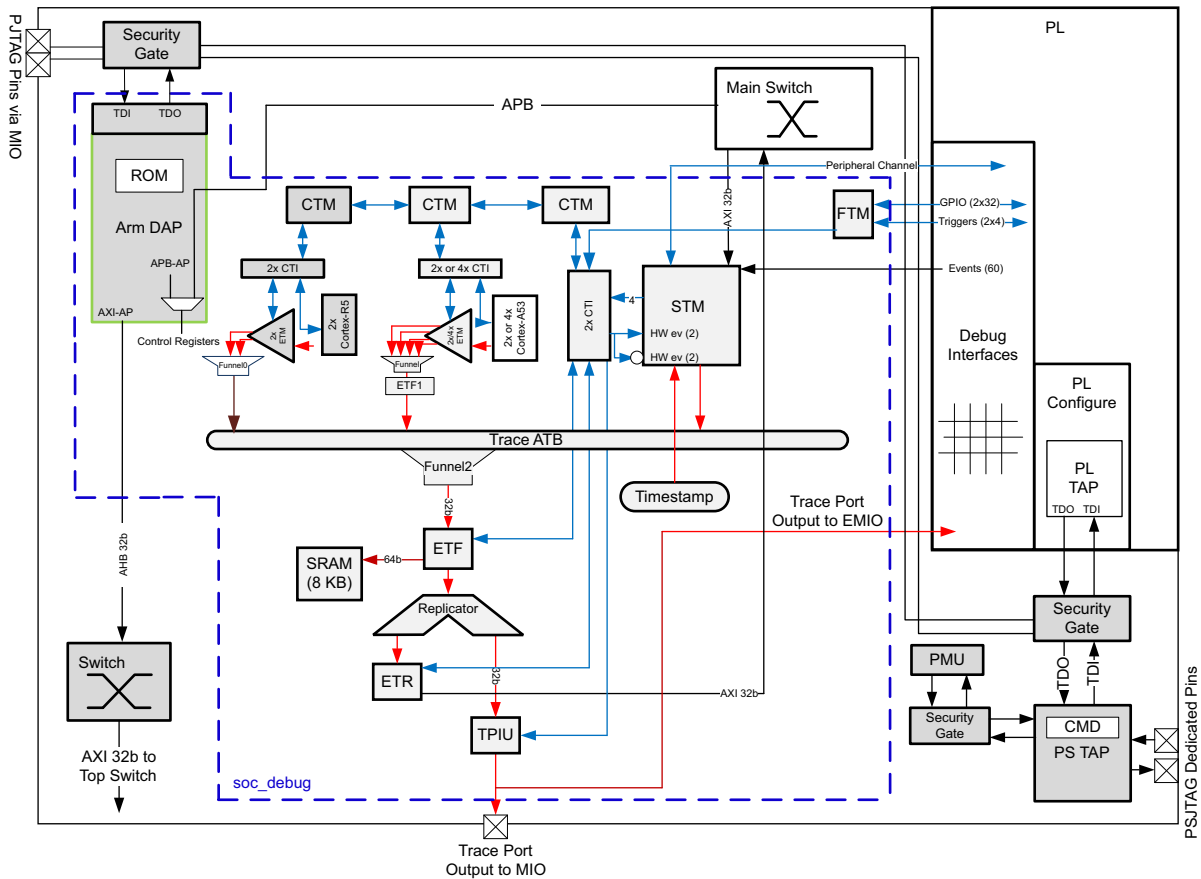 PJTAG Pins via MIO
Security
Gate
TDI
TDO
ROM
Arm DAP
APB-AP
AXI-AP
Control Registers
APB
Main Switch
AXI 32b
PL
Peripheral Channel
GPIO (2x32)
Triggers (2x4)
Events (60)
FTM
CTM
CTM
CTM
2x CTI
2x or 4x CTI
2x CTI
2x
ETM
2x
Cortex-R5
2x/4x
ETM
2x or 4x
Cortex-A53
STM
4
HW ev (2)
HW ev (2)
Funnel0
Funnel
ETF1
Debug
Interfaces
PL
Configure
PL
TAP
TDO
TDI
Trace ATB
Funnel2
32b
Timestamp
Trace Port
Output to EMIO
ETF
64b
SRAM
(8 KB)
Replicator
32b
ETR
AXI 32b
TPIU
AHB 32b
Switch
AXI 32b to
Top Switch
soc_debug
Trace Port
Output to MIO
Security
Gate
TDO
TDI
PMU
Security
Gate
CMD
PS TAP
PSJTAG Dedicated Pins